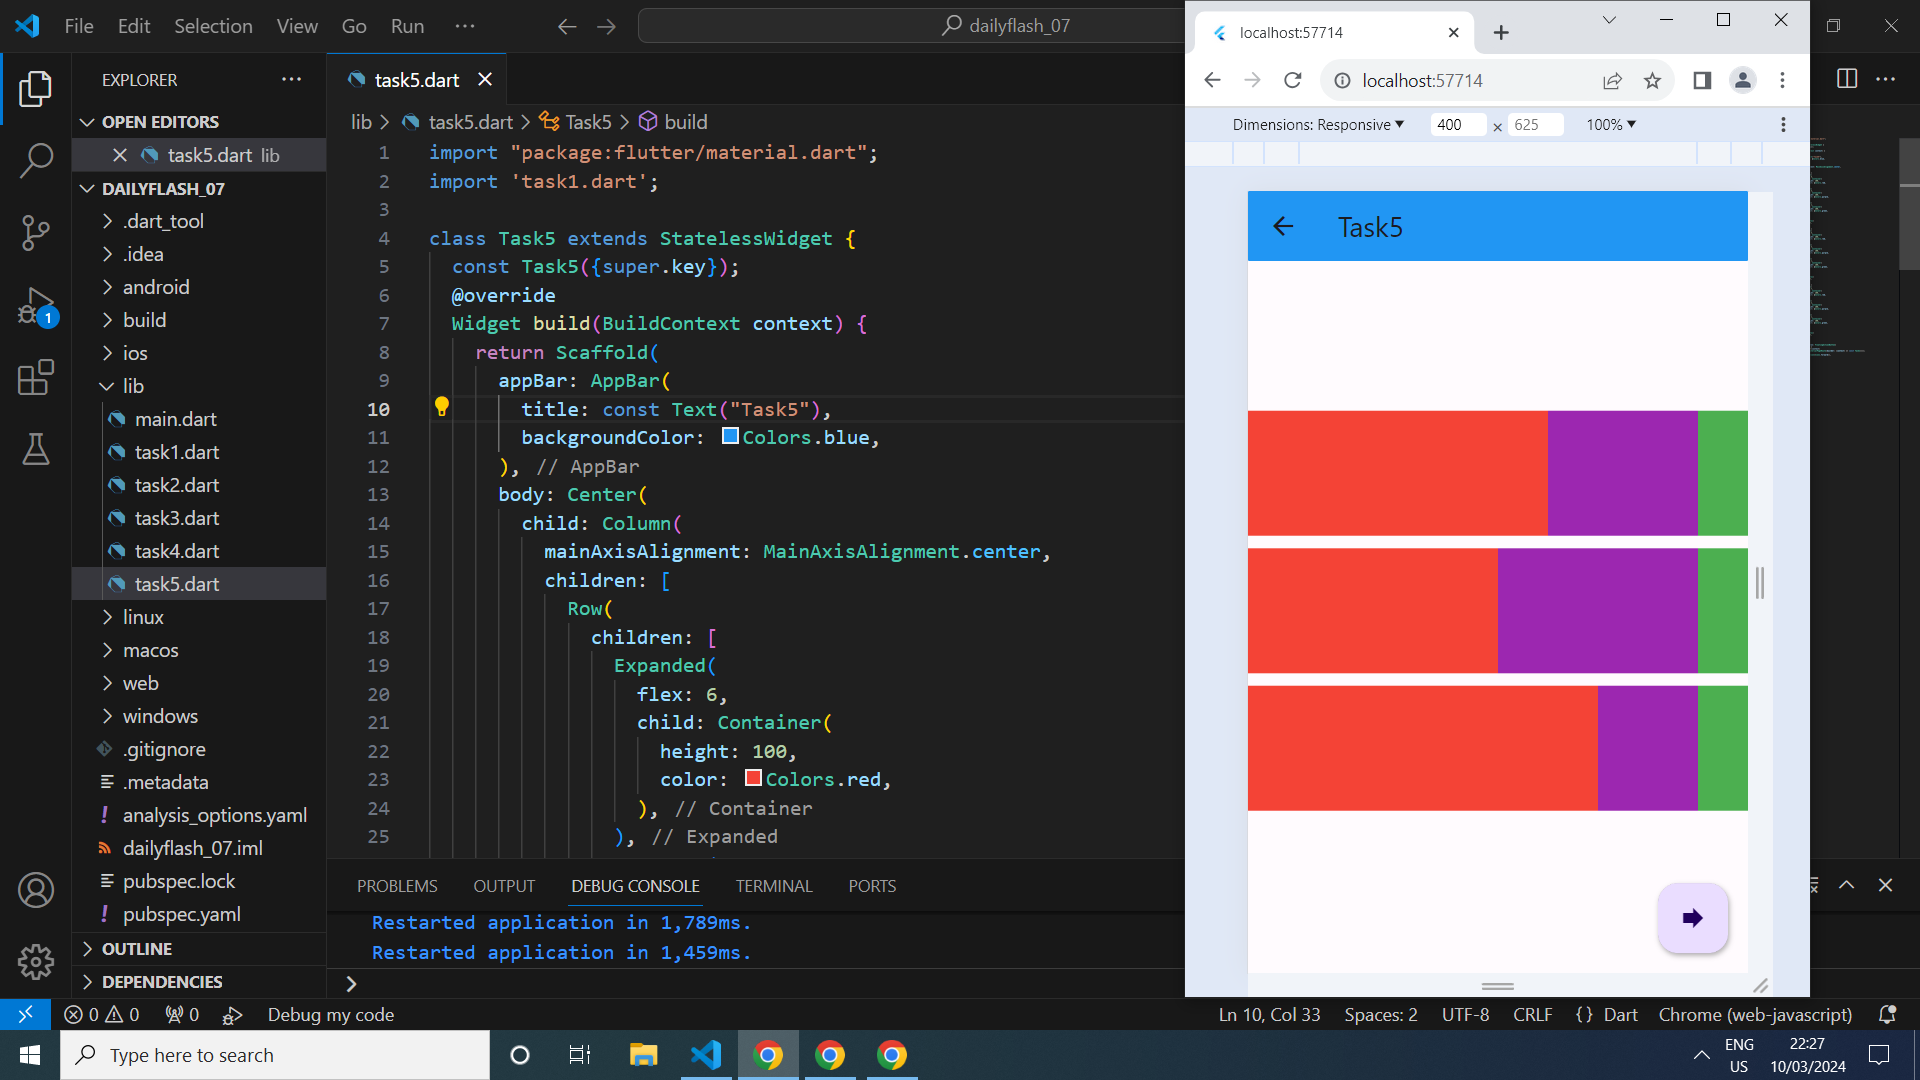 File Edit Selection View Go Run ··· dailyflash_07
EXPLORER ···
OPEN EDITORS
task5.dart lib
DAILYFLASH_07
.dart_tool
.idea
android
build
ios
lib
main.dart
task1.dart
task2.dart
task3.dart
task4.dart
task5.dart
linux
macos
web
windows
.gitignore
.metadata
analysis_options.yaml
dailyflash_07.iml
pubspec.lock
pubspec.yaml
OUTLINE
DEPENDENCIES
1
task5.dart
lib > task5.dart > Task5 > build
1 import "package:flutter/material.dart";
2 import 'task1.dart';
3
4 class Task5 extends StatelessWidget {
5 const Task5({super.key});
6 @override
7 Widget build(BuildContext context) {
8 return Scaffold(
9 appBar: AppBar(
10 title: const Text("Task5"),
11 backgroundColor: Colors.blue,
12 ), // AppBar
13 body: Center(
14 child: Column(
15 mainAxisAlignment: MainAxisAlignment.center,
16 children: [
17 Row(
18 children: [
19 Expanded(
20 flex: 6,
21 child: Container(
22 height: 100,
23 color: Colors.red,
24 ), // Container
25 ), // Expanded
PROBLEMS OUTPUT DEBUG CONSOLE TERMINAL PORTS
Restarted application in 1,789ms.
Restarted application in 1,459ms.
localhost:57714
localhost:57714
Dimensions: Responsive 400 × 625 100%
Task5
0 0 0 Debug my code Ln 10, Col 33 Spaces: 2 UTF-8 CRLF {} Dart Chrome (web-javascript)
Type here to search
ENG
US
22:27
10/03/2024